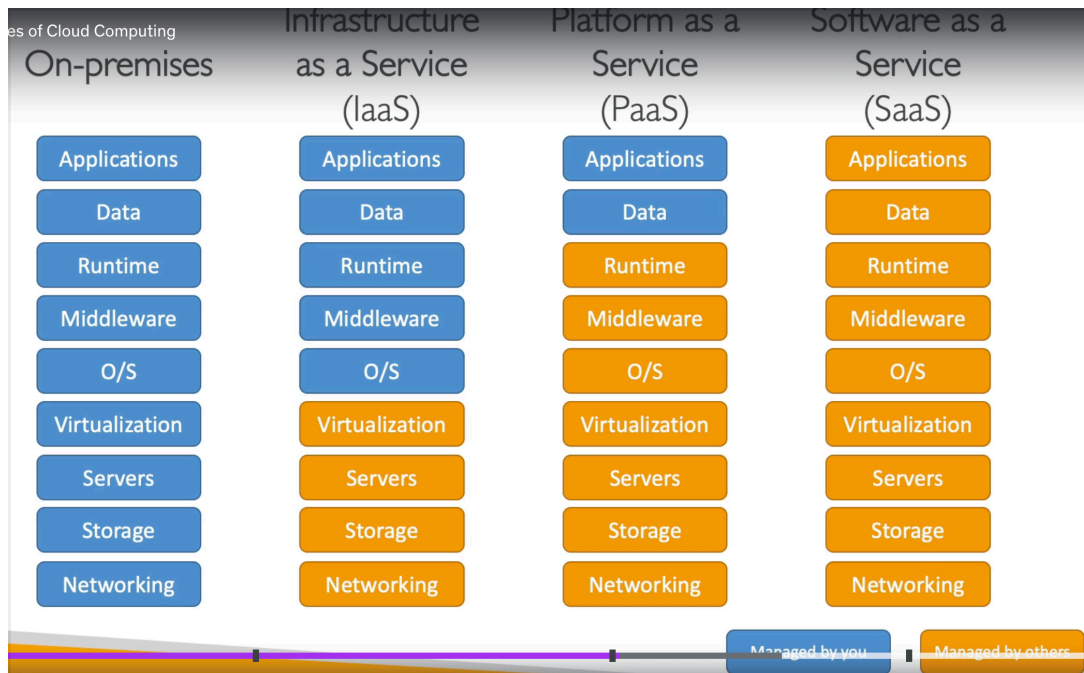 es of Cloud Computing
On-premises
Infrastructure
as a Service
(IaaS)
Platform as a
Service
(PaaS)
Software as a
Service
(SaaS)
Applications
Data
Runtime
Middleware
O/S
Virtualization
Servers
Storage
Networking
Applications
Data
Runtime
Middleware
O/S
Virtualization
Servers
Storage
Networking
Applications
Data
Runtime
Middleware
O/S
Virtualization
Servers
Storage
Networking
Applications
Data
Runtime
Middleware
O/S
Virtualization
Servers
Storage
Networking
Managed by you
Managed by others